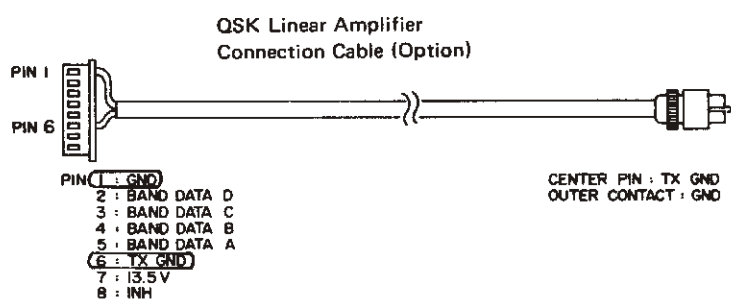 QSK Linear Amplifier
Connection Cable (Option)
PIN 1
PIN 6
PIN 1 : GND
2 : BAND DATA D
3 : BAND DATA C
4 : BAND DATA B
5 : BAND DATA A
6 : TX GND
7 : 13.5V
8 : INH
CENTER PIN : TX GND
OUTER CONTACT : GND